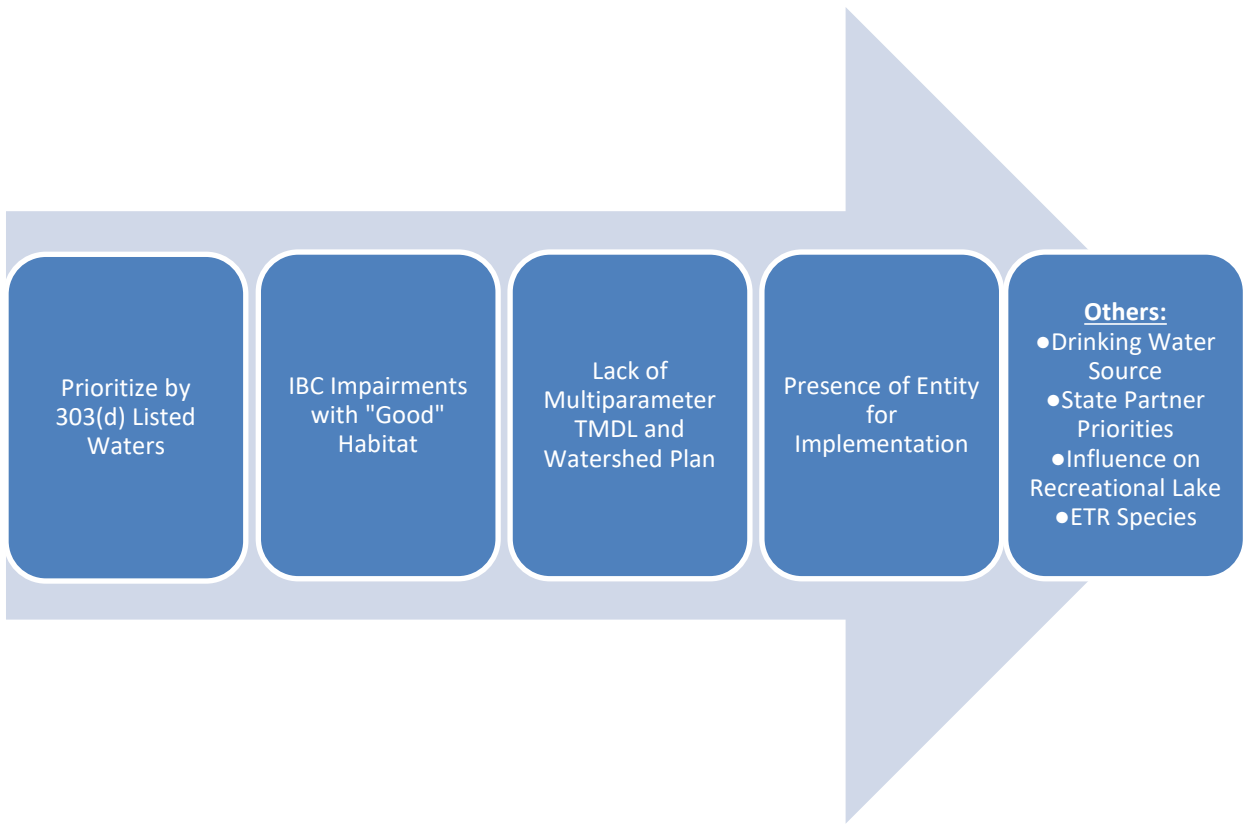 Prioritize by
303(d) Listed
Waters
IBC Impairments
with "Good"
Habitat
Lack of
Multiparameter
TMDL and
Watershed Plan
Presence of Entity
for
Implementation
Others:
●Drinking Water
Source
●State Partner
Priorities
●Influence on
Recreational Lake
●ETR Species